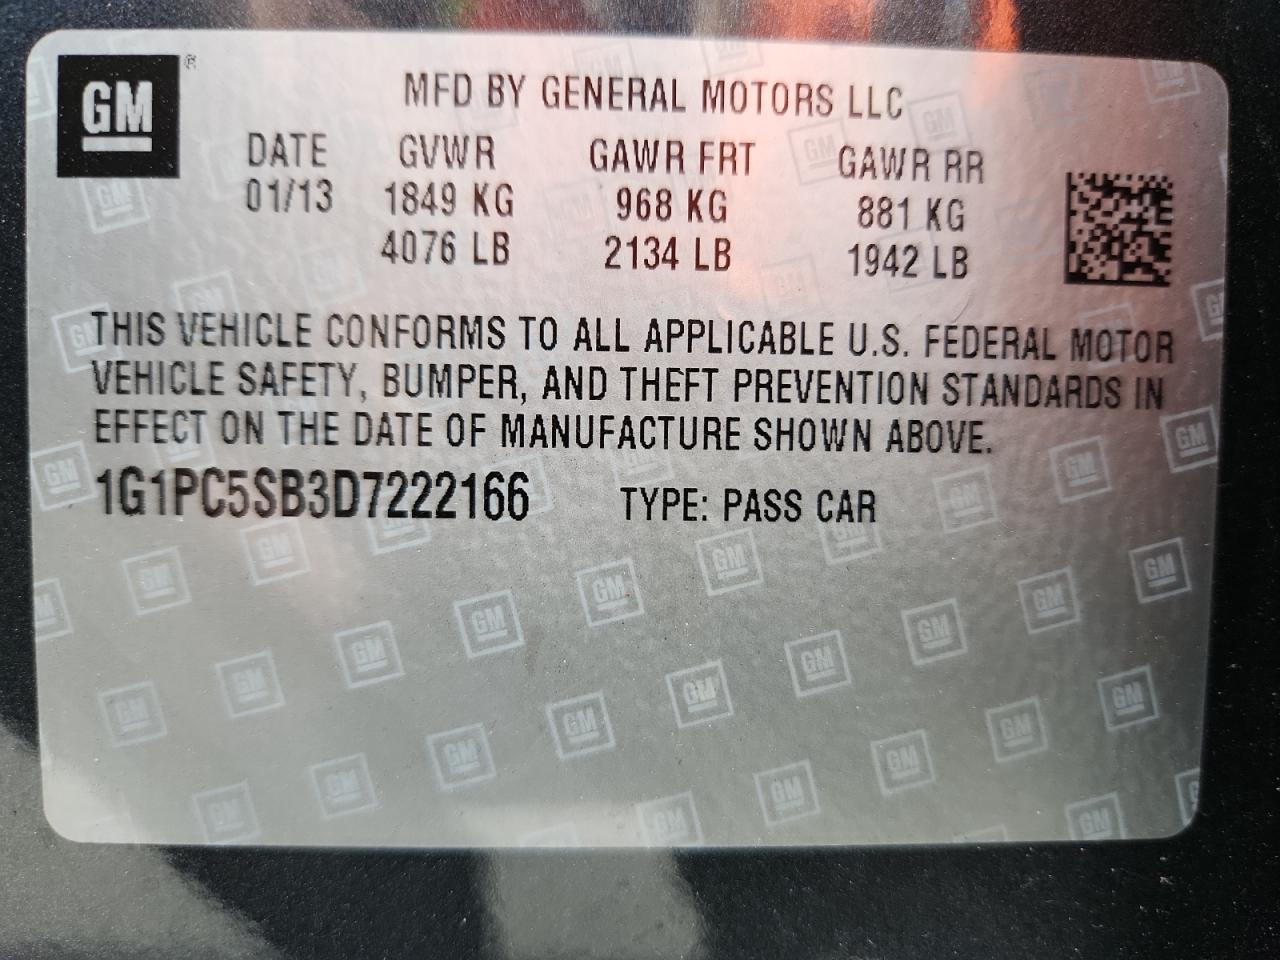 GM ®
MFD BY GENERAL MOTORS LLC
DATE GVWR GAWR FRT GAWR RR
01/13 1849 KG 968 KG 881 KG
4076 LB 2134 LB 1942 LB
THIS VEHICLE CONFORMS TO ALL APPLICABLE U.S. FEDERAL MOTOR
VEHICLE SAFETY, BUMPER, AND THEFT PREVENTION STANDARDS IN
EFFECT ON THE DATE OF MANUFACTURE SHOWN ABOVE.
1G1PC5SB3D7222166 TYPE: PASS CAR